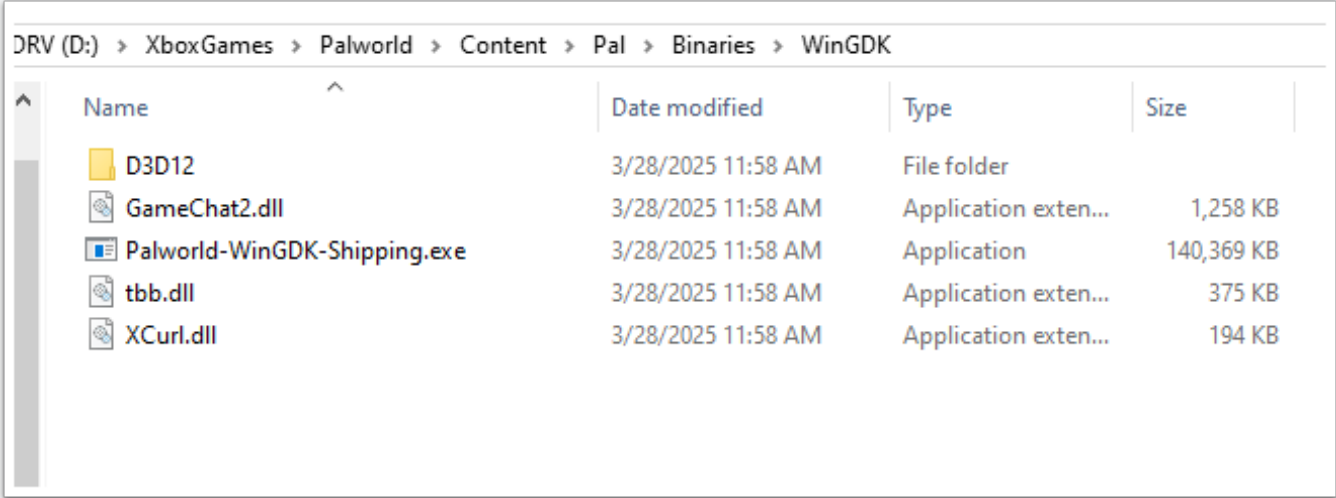 DRV (D:) > XboxGames > Palworld > Content > Pal > Binaries > WinGDK
Name Date modified Type Size
D3D12 3/28/2025 11:58 AM File folder
GameChat2.dll 3/28/2025 11:58 AM Application exten... 1,258 KB
Palworld-WinGDK-Shipping.exe 3/28/2025 11:58 AM Application 140,369 KB
tbb.dll 3/28/2025 11:58 AM Application exten... 375 KB
XCurl.dll 3/28/2025 11:58 AM Application exten... 194 KB